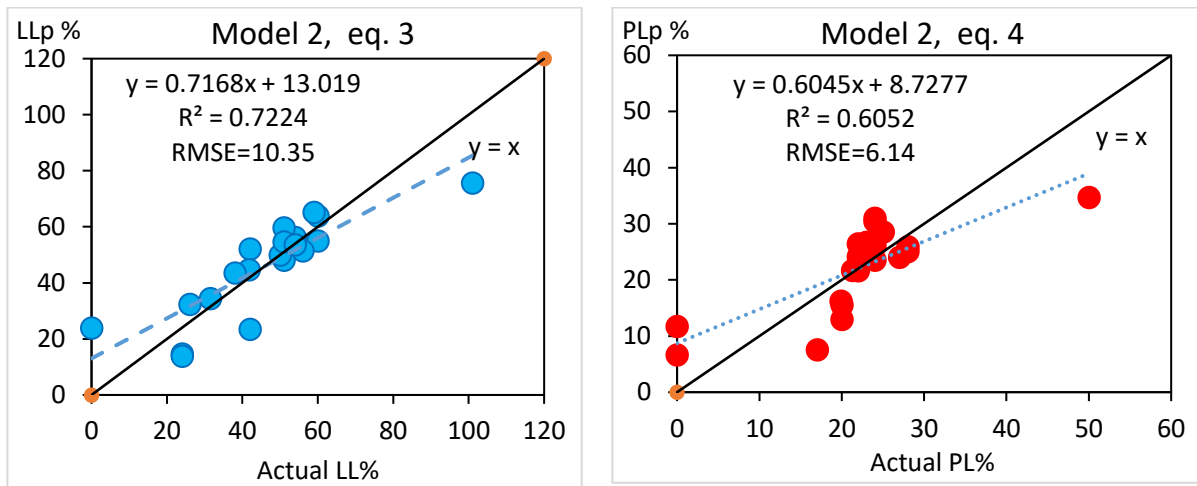 LLp %
Model 2,  eq. 3
120
y = 0.7168x + 13.019
R² = 0.7224
RMSE=10.35
100
80
y = x
60
40
20
0
0 20 40 60 80 100 120
Actual LL%
PLp %
Model 2,  eq. 4
60
y = 0.6045x + 8.7277
R² = 0.6052
RMSE=6.14
50
y = x
40
30
20
10
0
0 10 20 30 40 50 60
Actual PL%